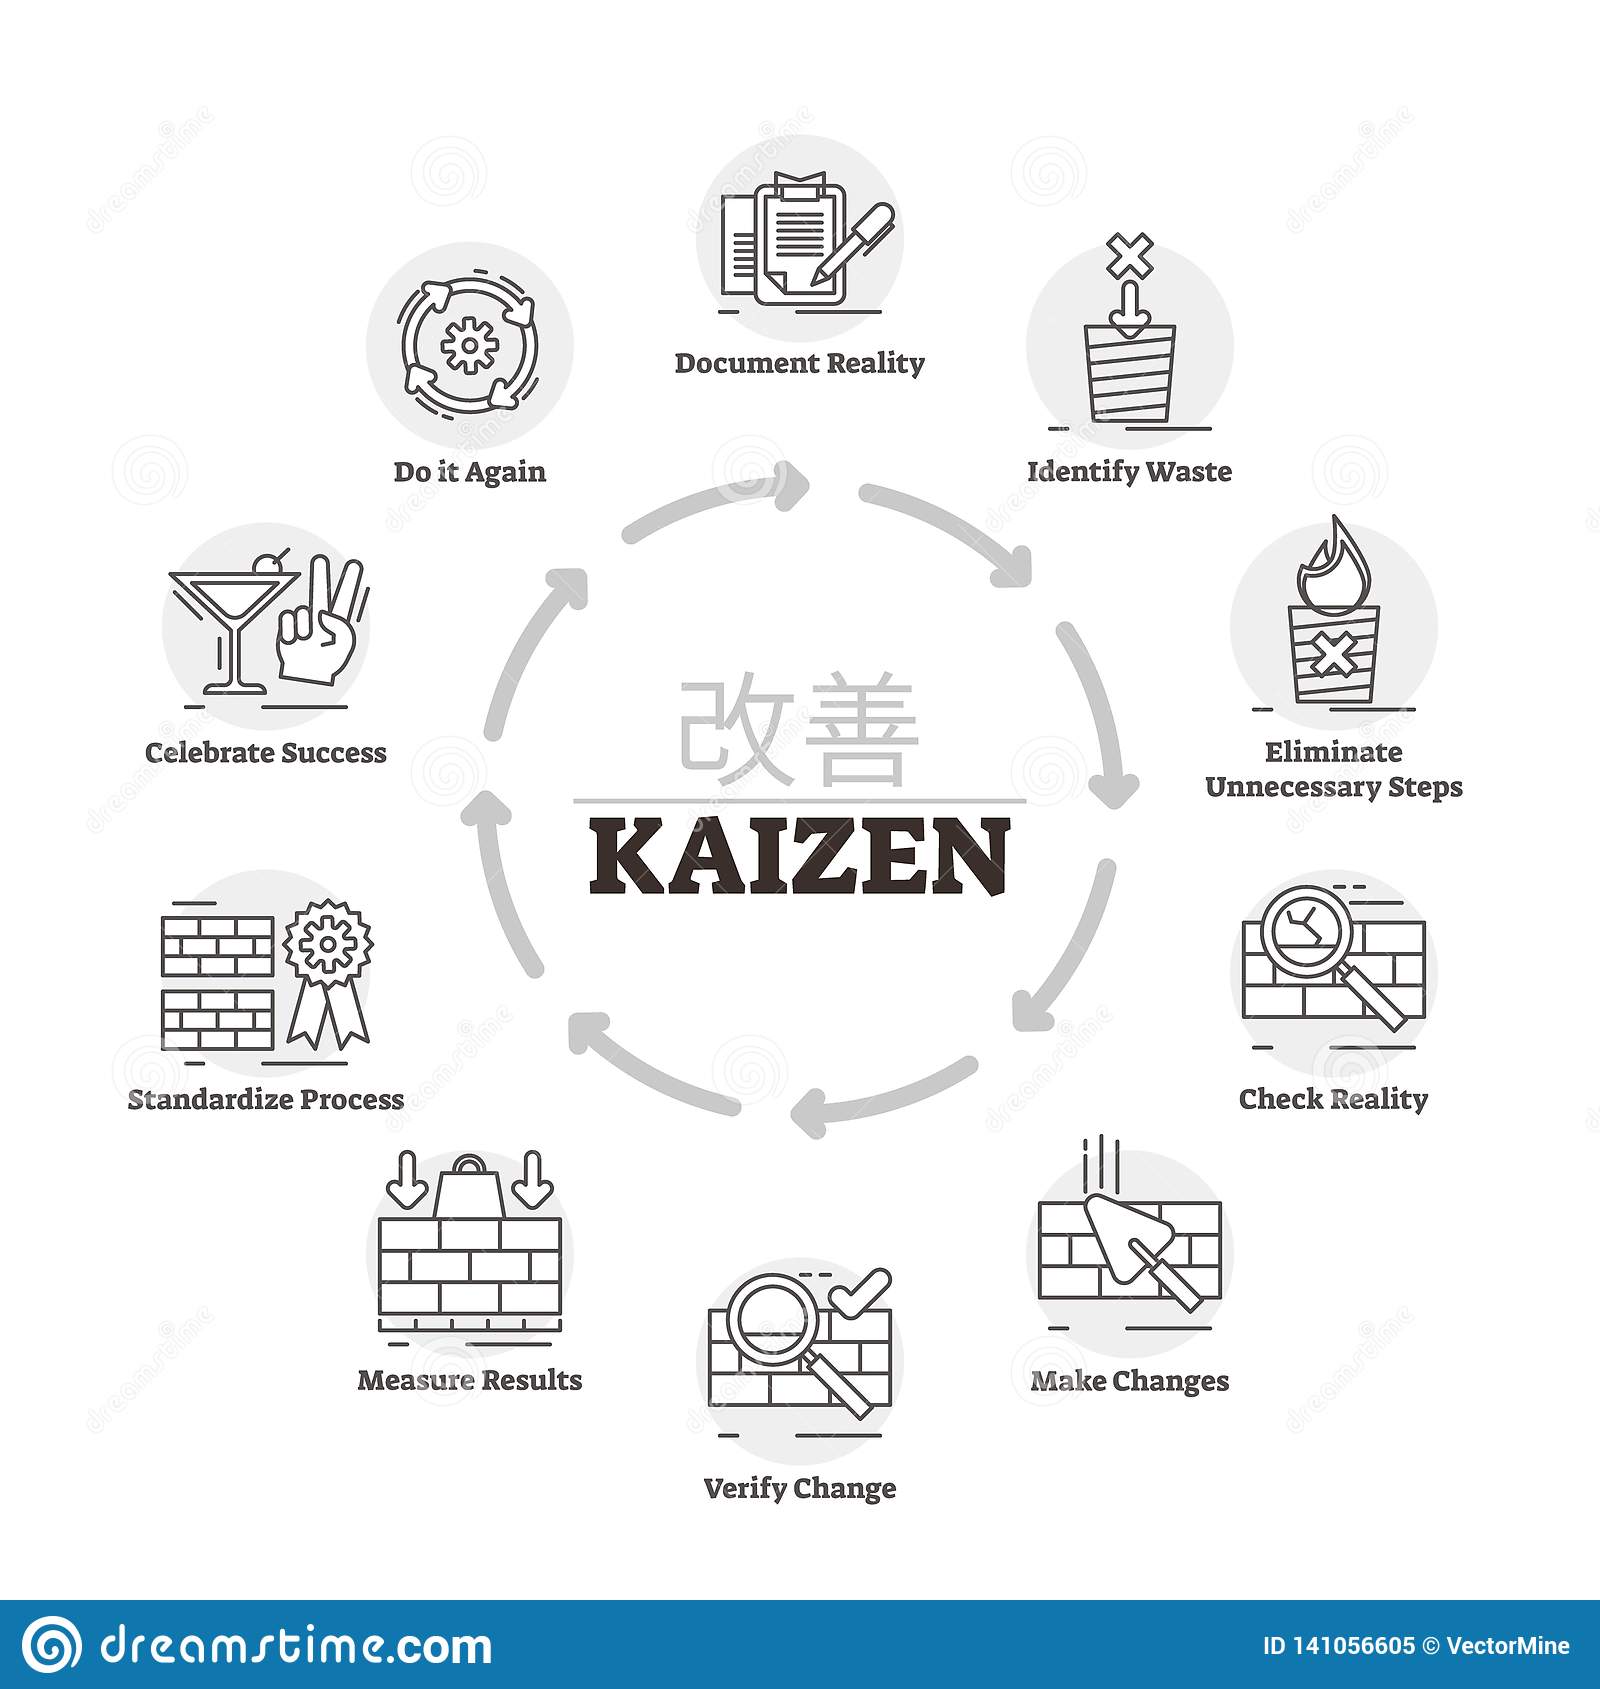 Document Reality
Identify Waste
Eliminate
Unnecessary Steps
Check Reality
Make Changes
Verify Change
Measure Results
Standardize Process
Celebrate Success
Do it Again
改善
KAIZEN
dreamstime.com
ID 141056605 © VectorMine